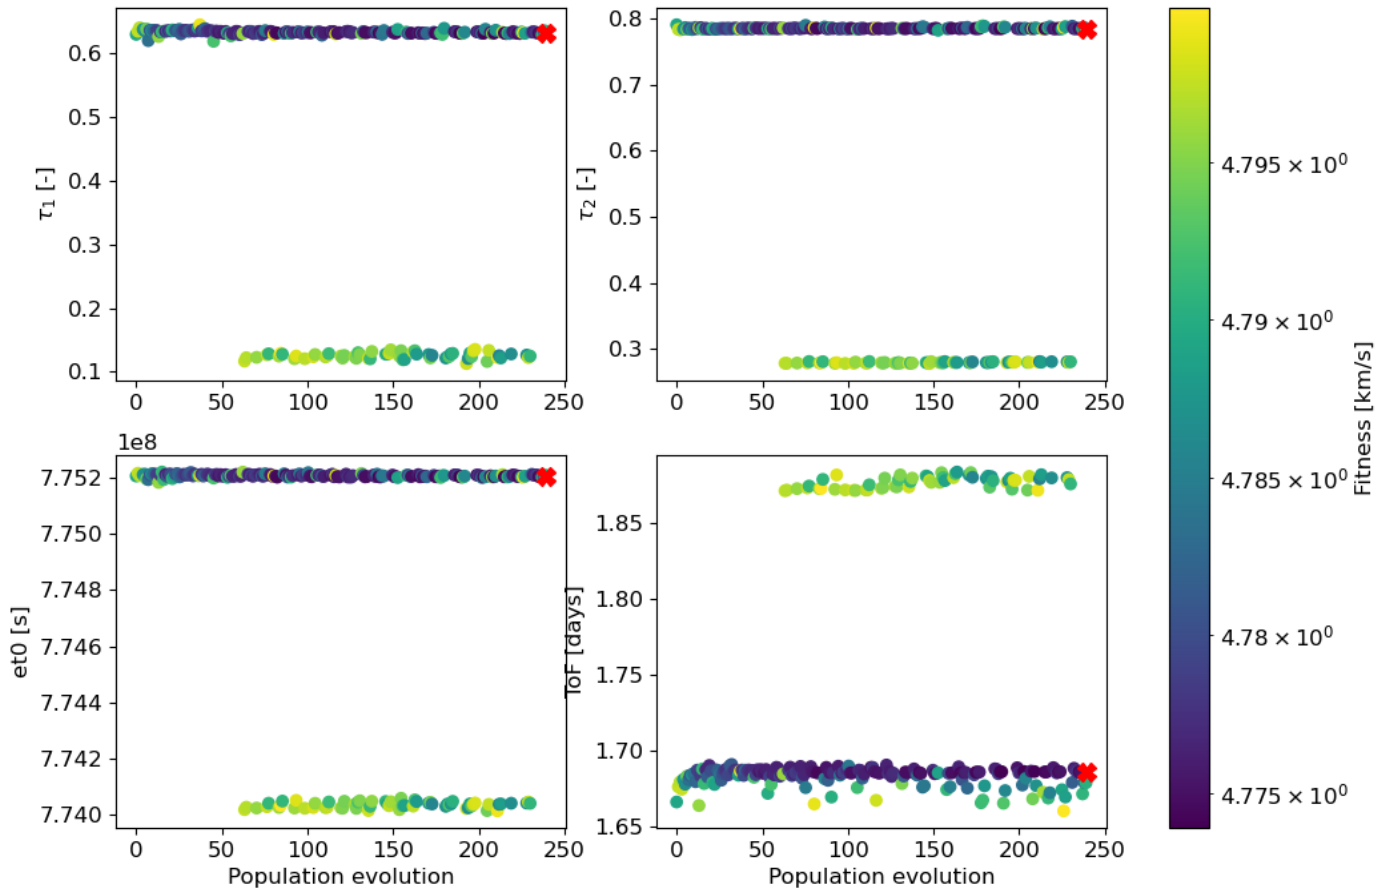 0.6
0.5
0.4
0.3
0.2
0.1
τ1 [-]
0 50 100 150 200 250
0.8
0.7
0.6
0.5
0.4
0.3
τ2 [-]
0 50 100 150 200 250
1e8
7.752
7.750
7.748
7.746
7.744
7.742
7.740
et0 [s]
0 50 100 150 200 250
Population evolution
1.85
1.80
1.75
1.70
1.65
ToF [days]
0 50 100 150 200 250
Population evolution
4.795 × 10⁰
4.79 × 10⁰
4.785 × 10⁰
4.78 × 10⁰
4.775 × 10⁰
Fitness [km/s]